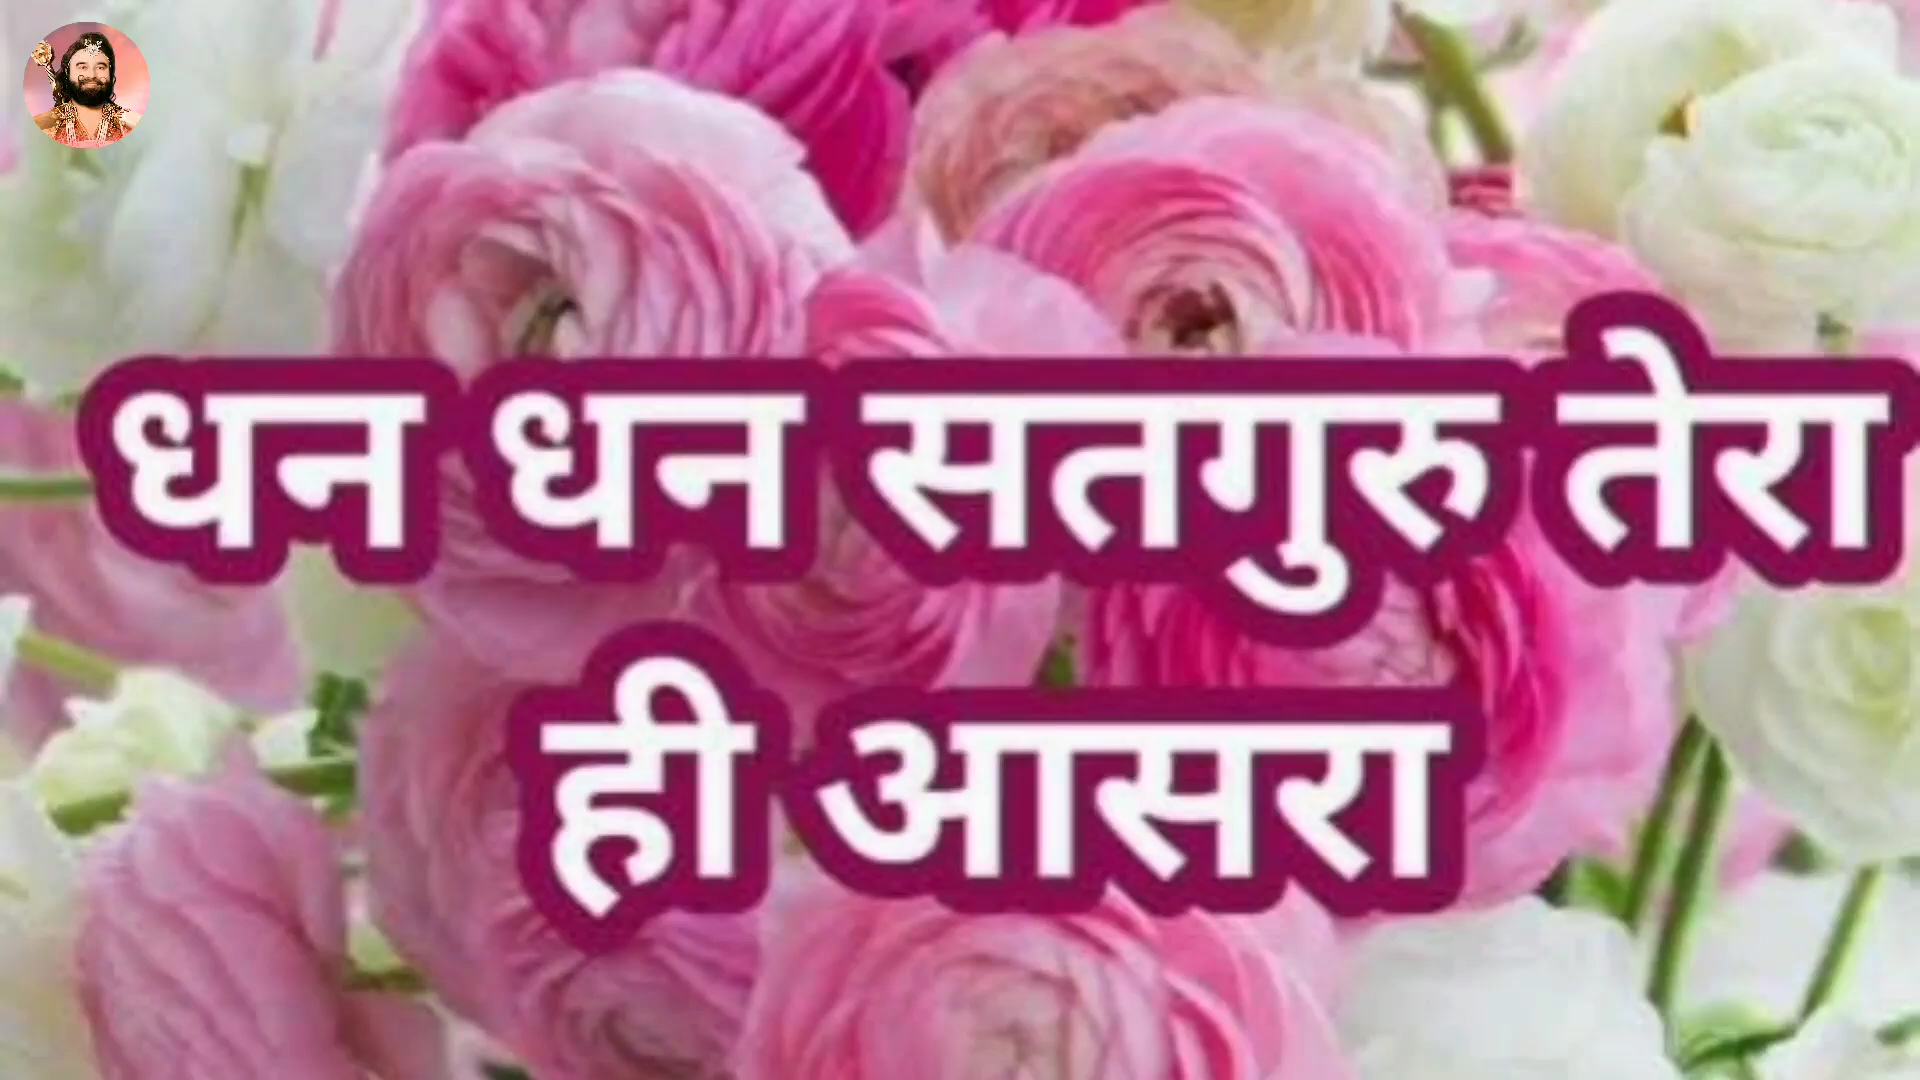 धन धन सतगुरु तेरा
ही आसरा